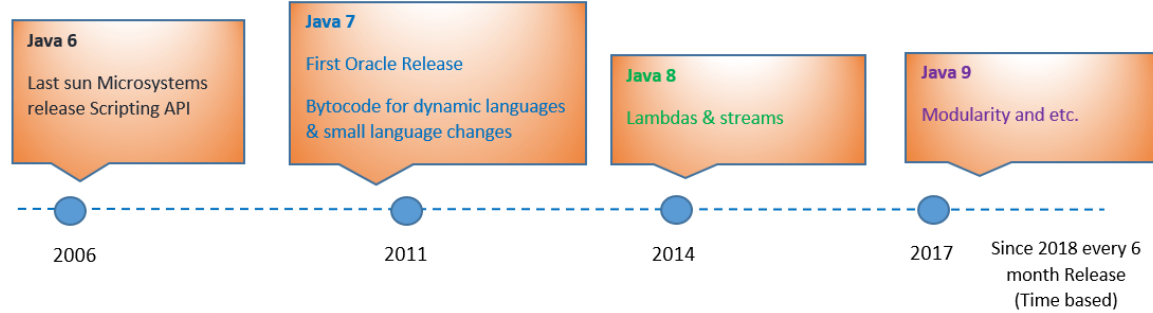 Java 6
Last sun Microsystems
release Scripting API
Java 7
First Oracle Release
Bytocode for dynamic languages
& small language changes
Java 8
Lambdas & streams
Java 9
Modularity and etc.
2006
2011
2014
2017
Since 2018 every 6
month Release
(Time based)